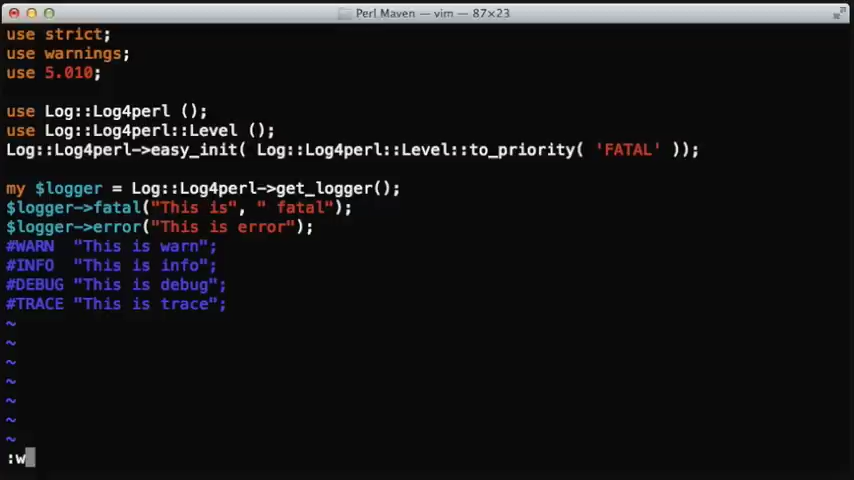 Perl Maven — vim — 87×23
use strict;
use warnings;
use 5.010;
use Log::Log4perl ();
use Log::Log4perl::Level ();
Log::Log4perl->easy_init( Log::Log4perl::Level::to_priority( 'FATAL' ));
my $logger = Log::Log4perl->get_logger();
$logger->fatal("This is", " fatal");
$logger->error("This is error");
#WARN  "This is warn";
#INFO  "This is info";
#DEBUG "This is debug";
#TRACE "This is trace";
~
~
~
~
~
~
~
:w